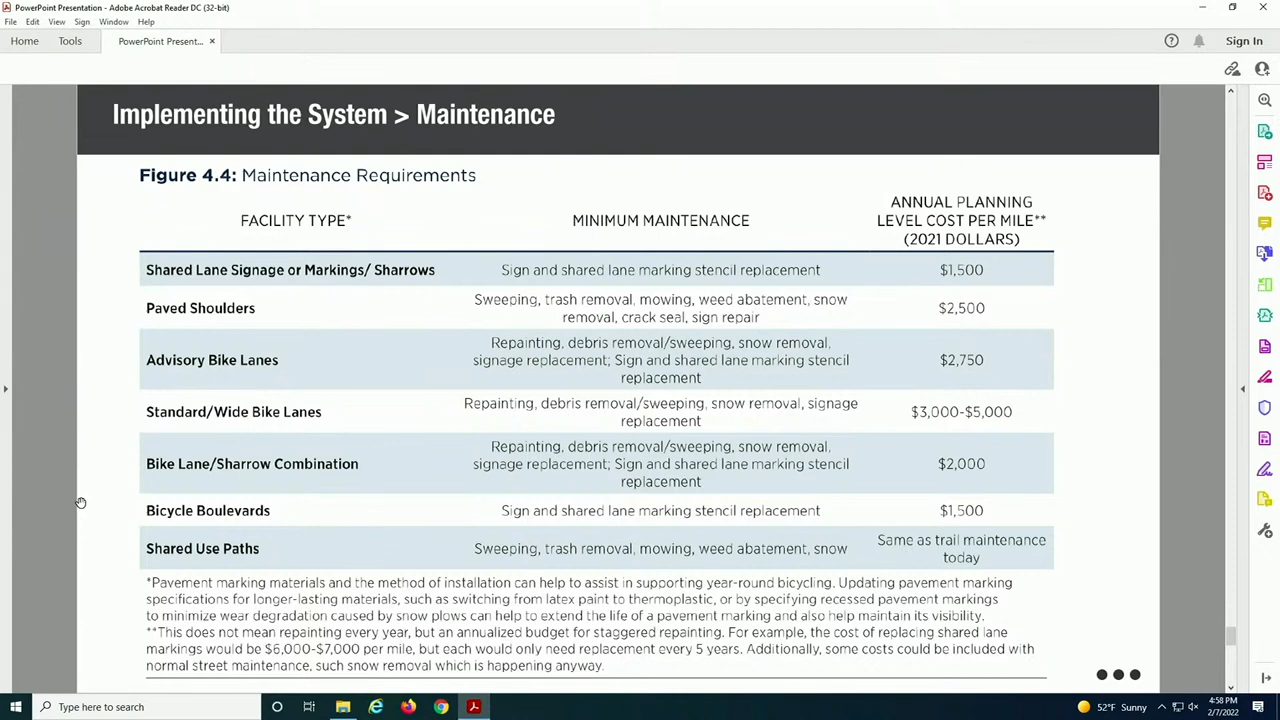 PowerPoint Presentation - Adobe Acrobat Reader DC (32-bit)
File Edit View Sign Window Help
Home Tools PowerPoint Present... × Sign In
Implementing the System > Maintenance
Figure 4.4: Maintenance Requirements
FACILITY TYPE* MINIMUM MAINTENANCE ANNUAL PLANNING
LEVEL COST PER MILE**
(2021 DOLLARS)
Shared Lane Signage or Markings/ Sharrows Sign and shared lane marking stencil replacement $1,500
Paved Shoulders Sweeping, trash removal, mowing, weed abatement, snow
removal, crack seal, sign repair $2,500
Advisory Bike Lanes Repainting, debris removal/sweeping, snow removal,
signage replacement; Sign and shared lane marking stencil
replacement $2,750
Standard/Wide Bike Lanes Repainting, debris removal/sweeping, snow removal, signage
replacement $3,000-$5,000
Bike Lane/Sharrow Combination Repainting, debris removal/sweeping, snow removal,
signage replacement; Sign and shared lane marking stencil
replacement $2,000
Bicycle Boulevards Sign and shared lane marking stencil replacement $1,500
Shared Use Paths Sweeping, trash removal, mowing, weed abatement, snow Same as trail maintenance
today
*Pavement marking materials and the method of installation can help to assist in supporting year-round bicycling. Updating pavement marking
specifications for longer-lasting materials, such as switching from latex paint to thermoplastic, or by specifying recessed pavement markings
to minimize wear degradation caused by snow plows can help to extend the life of a pavement marking and also help maintain its visibility.
**This does not mean repainting every year, but an annualized budget for staggered repainting. For example, the cost of replacing shared lane
markings would be $6,000-$7,000 per mile, but each would only need replacement every 5 years. Additionally, some costs could be included with
normal street maintenance, such snow removal which is happening anyway.
Type here to search
52°F Sunny
4:58 PM
2/7/2022